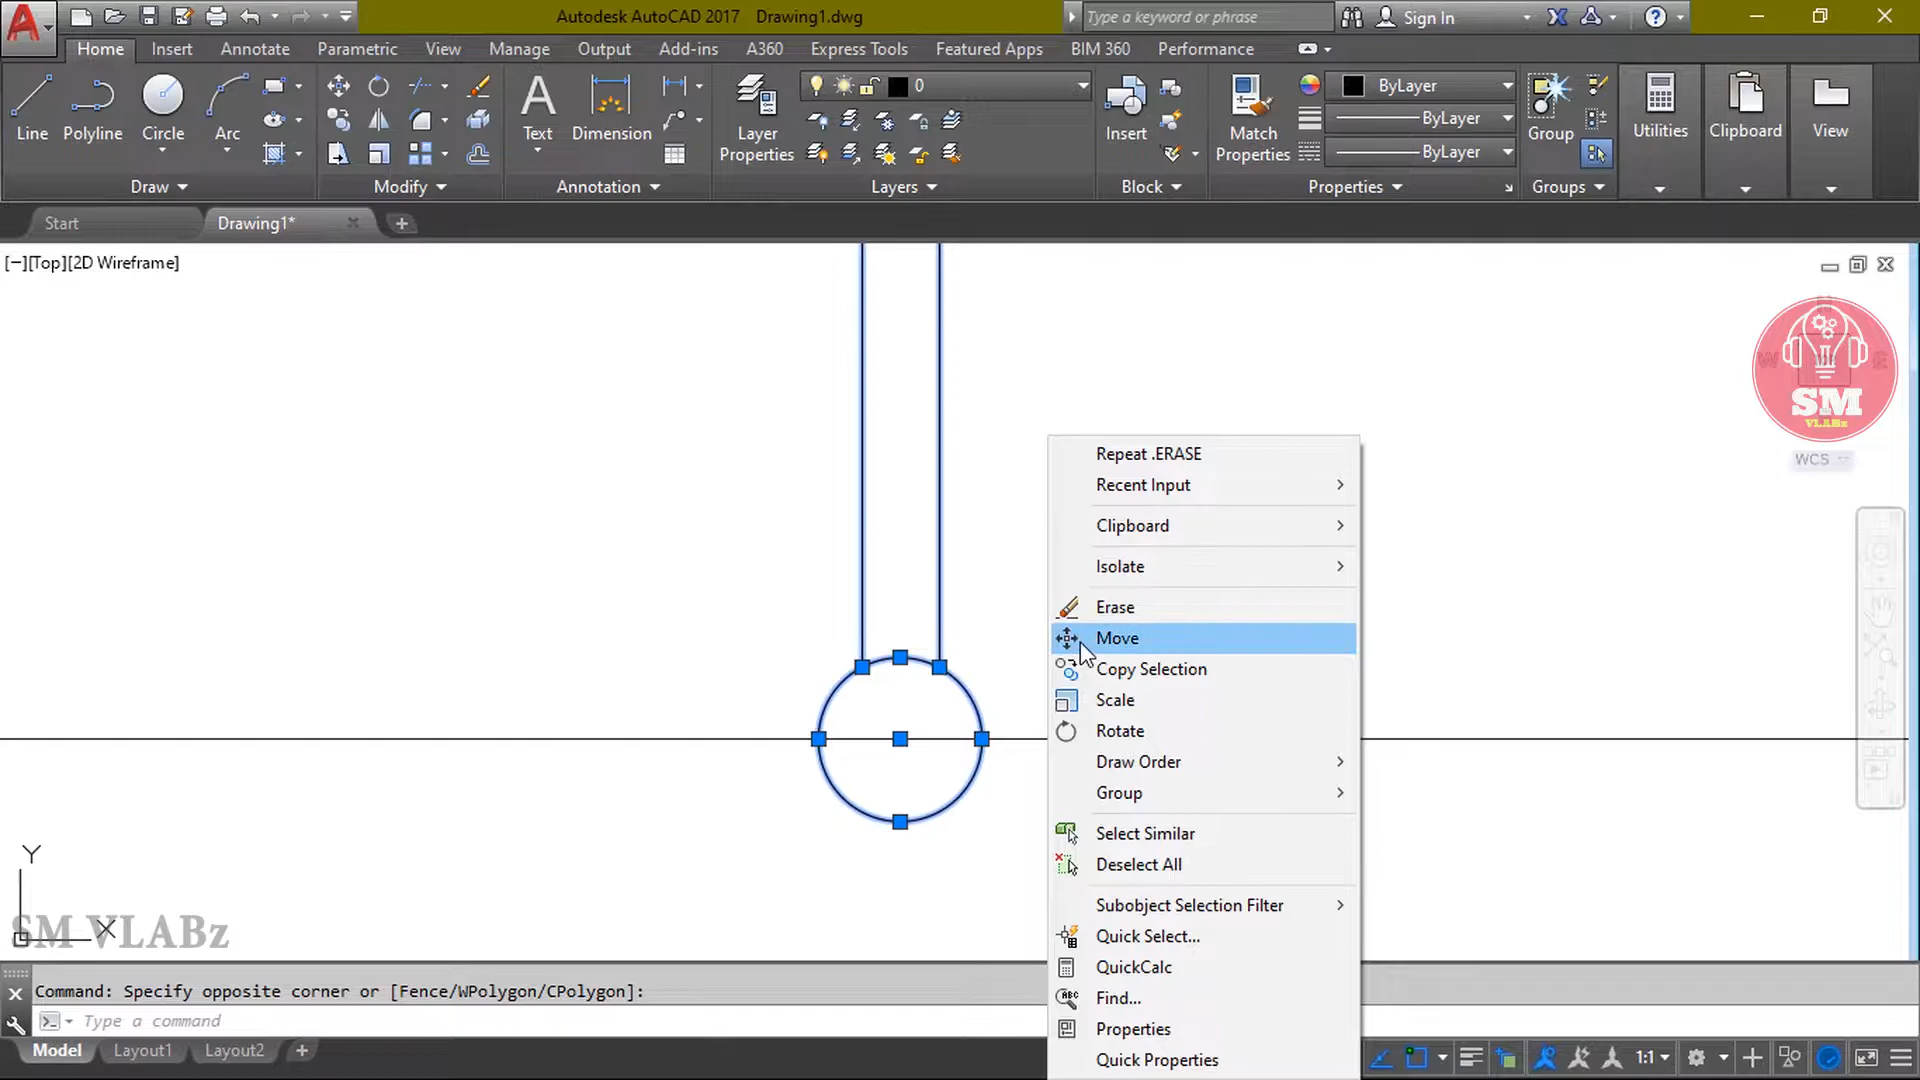 Autodesk AutoCAD 2017 Drawing1.dwg
Type a keyword or phrase
Sign In
Home Insert Annotate Parametric View Manage Output Add-ins A360 Express Tools Featured Apps BIM 360 Performance
Line Polyline Circle Arc
Draw
Modify
Text Dimension
Annotation
Layer Properties
0
Layers
Insert
Block
Match Properties
ByLayer
ByLayer
ByLayer
Properties
Group
Groups
Utilities
Clipboard
View
Start Drawing1*
[−][Top][2D Wireframe]
SM
VLABz
WCS
Repeat .ERASE
Recent Input
Clipboard
Isolate
Erase
Move
Copy Selection
Scale
Rotate
Draw Order
Group
Select Similar
Deselect All
Subobject Selection Filter
Quick Select...
QuickCalc
Find...
Properties
Quick Properties
Y
X
SM VLABz
Command: Specify opposite corner or [Fence/WPolygon/CPolygon]:
Type a command
Model Layout1 Layout2
1:1